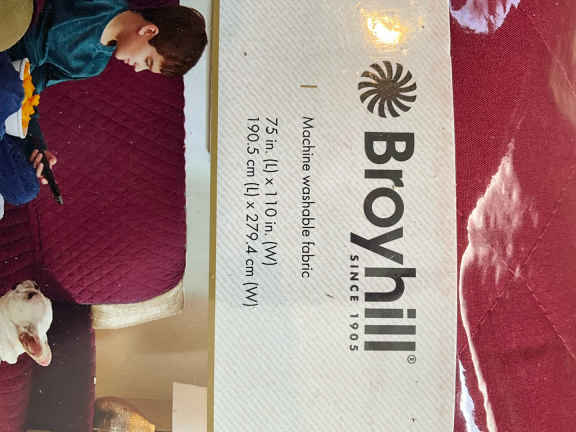 Broyhill®
SINCE 1905
Machine washable fabric
75 in. (L) x 110 in. (W)
190.5 cm (L) x 279.4 cm (W)